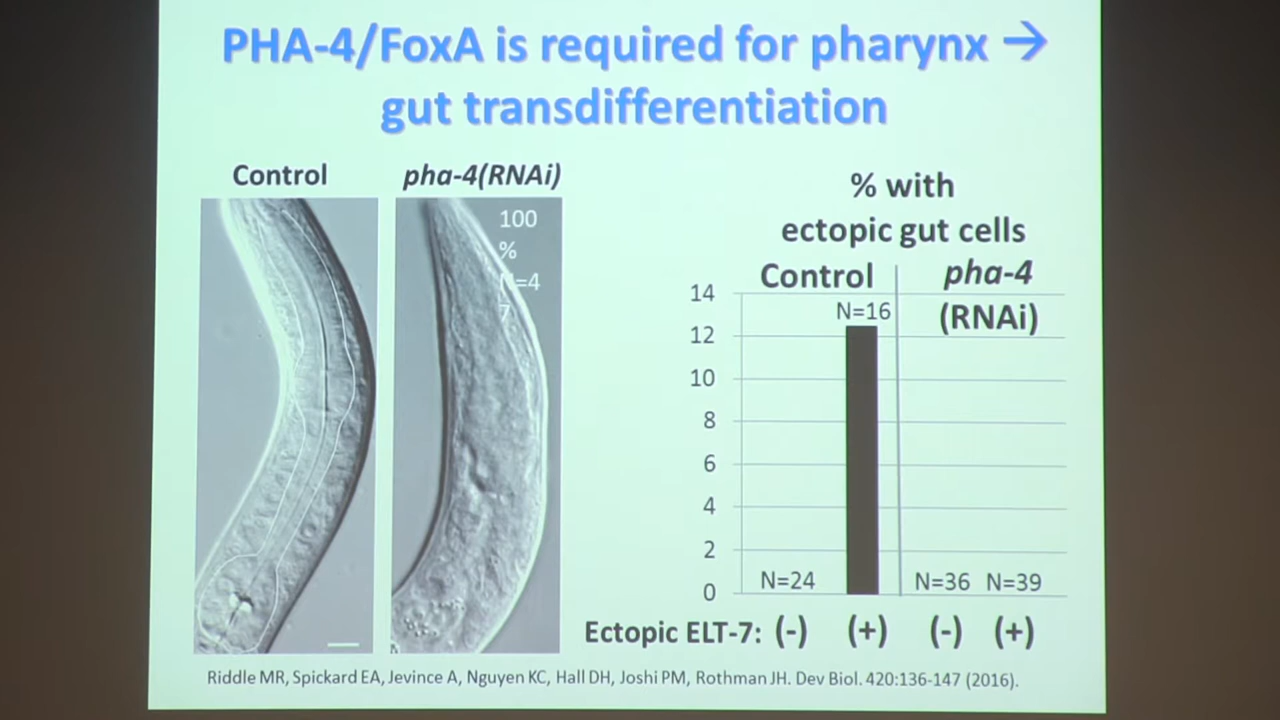 PHA-4/FoxA is required for pharynx →
gut transdifferentiation
Control
pha-4(RNAi)
100
%
N=4
7
% with
ectopic gut cells
Control
pha-4
(RNAi)
14
12
10
8
6
4
2
0
N=16
N=24
N=36
N=39
Ectopic ELT-7: (-) (+) (-) (+)
Riddle MR, Spickard EA, Jevince A, Nguyen KC, Hall DH, Joshi PM, Rothman JH. Dev Biol. 420:136-147 (2016).